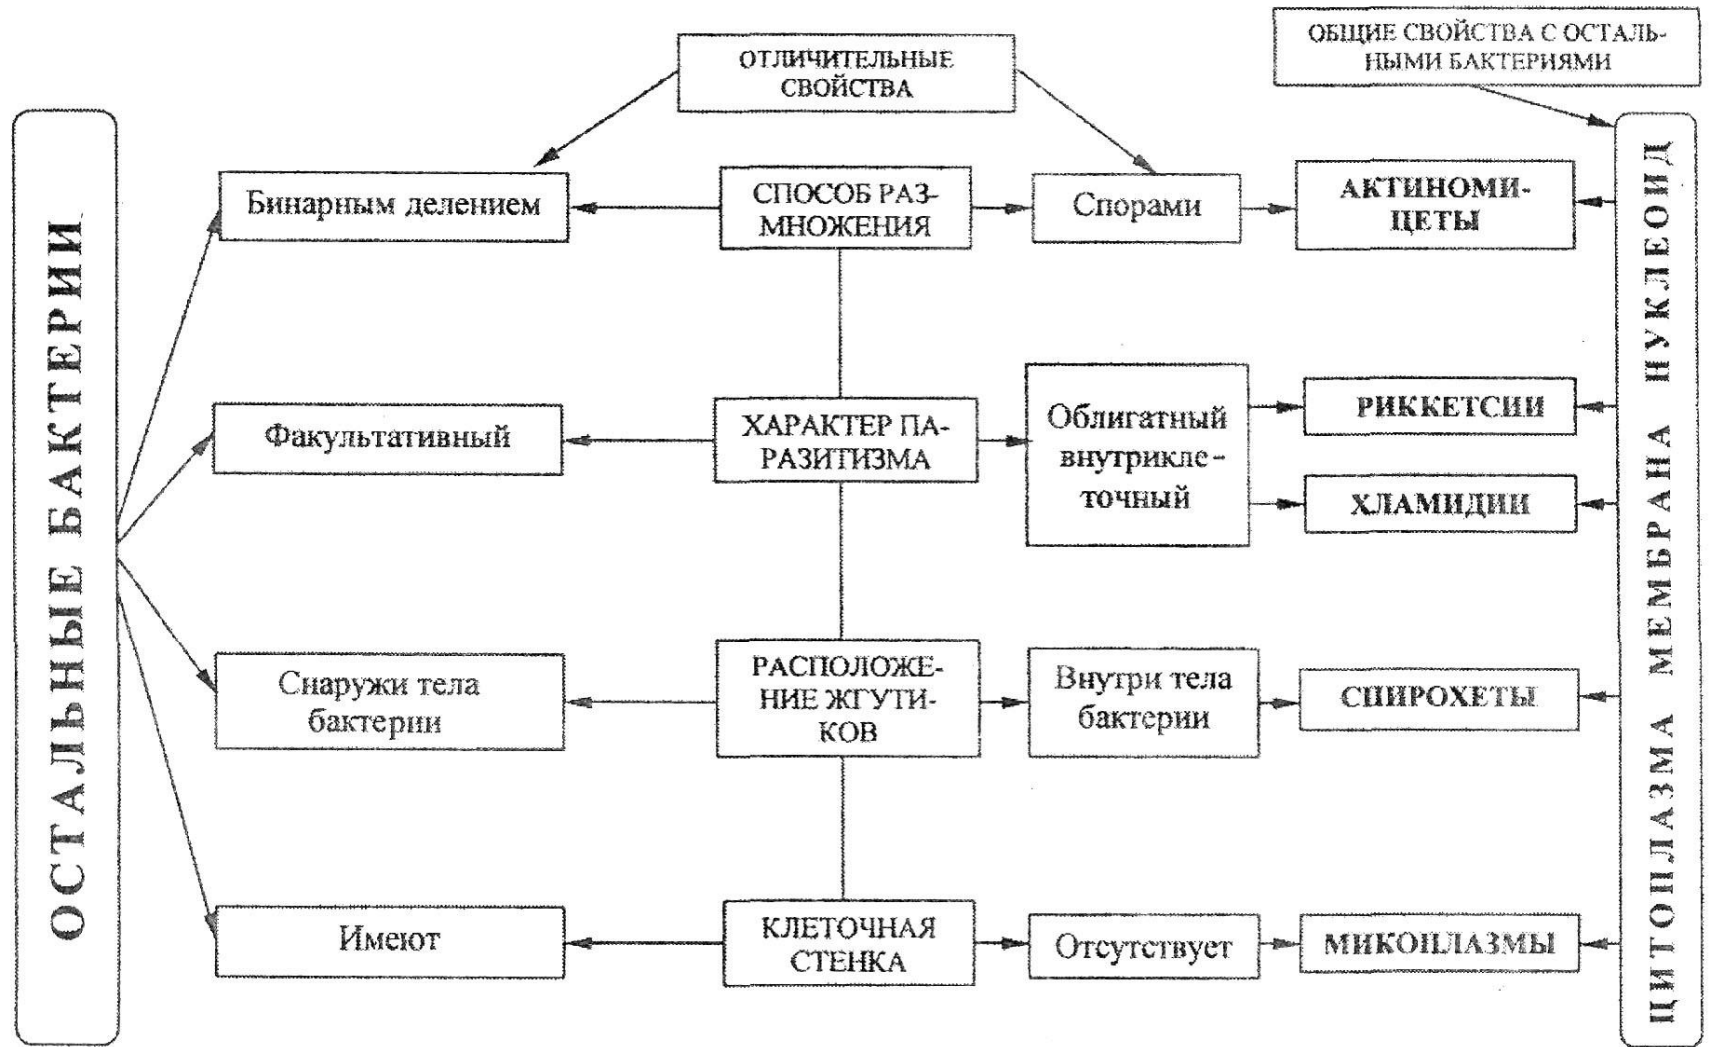 ОБЩИЕ СВОЙСТВА С ОСТАЛЬ-
НЫМИ БАКТЕРИЯМИ
ОТЛИЧИТЕЛЬНЫЕ
СВОЙСТВА
ОСТАЛЬНЫЕ БАКТЕРИИ
Бинарным делением
СПОСОБ РАЗ-
МНОЖЕНИЯ
Спорами
АКТИНОМИ-
ЦЕТЫ
Факультативный
ХАРАКТЕР ПА-
РАЗИТИЗМА
Облигатный
внутрикле-
точный
РИККЕТСИИ
ХЛАМИДИИ
Снаружи тела
бактерии
РАСПОЛОЖЕ-
НИЕ ЖГУТИ-
КОВ
Внутри тела
бактерии
СПИРОХЕТЫ
Имеют
КЛЕТОЧНАЯ
СТЕНКА
Отсутствует
МИКОПЛАЗМЫ
ЦИТОПЛАЗМА МЕМБРАНА НУКЛЕОИД